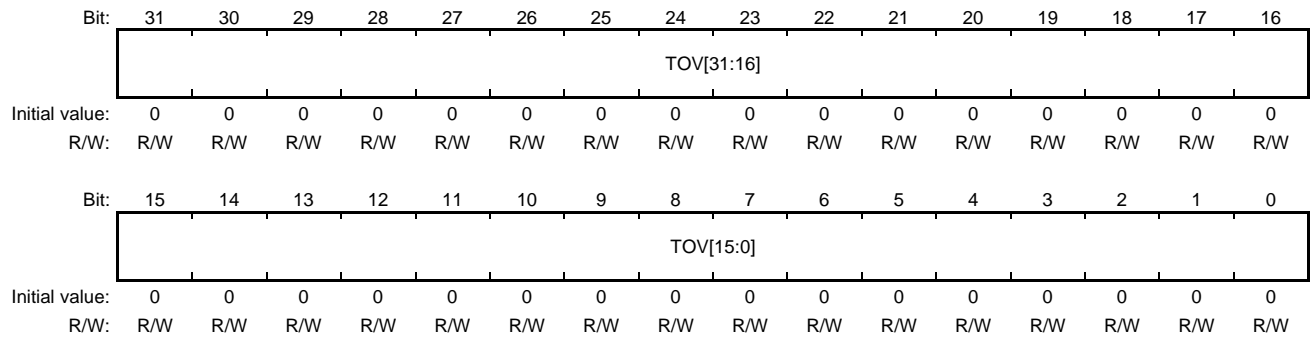 Bit: 31 30 29 28 27 26 25 24 23 22 21 20 19 18 17 16
TOV[31:16]
Initial value: 0 0 0 0 0 0 0 0 0 0 0 0 0 0 0 0
R/W: R/W R/W R/W R/W R/W R/W R/W R/W R/W R/W R/W R/W R/W R/W R/W R/W
Bit: 15 14 13 12 11 10 9 8 7 6 5 4 3 2 1 0
TOV[15:0]
Initial value: 0 0 0 0 0 0 0 0 0 0 0 0 0 0 0 0
R/W: R/W R/W R/W R/W R/W R/W R/W R/W R/W R/W R/W R/W R/W R/W R/W R/W